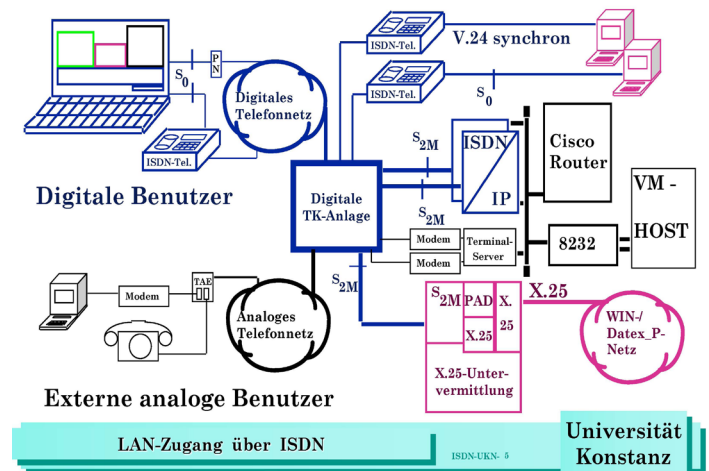 ISDN-Tel.
V.24 synchron
P
N
S0
Digitales
Telefonnetz
ISDN-Tel.
S0
ISDN-Tel.
Digitale Benutzer
Digitale
TK-Anlage
S2M
S2M
ISDN
IP
Cisco
Router
VM -
HOST
8232
Modem
Modem
Terminal-
Server
S2M
TAE
Modem
Analoges
Telefonnetz
S2M
PAD
X.25
X.
25
X.25
X.25-Unter-
vermittlung
WIN-/
Datex_P-
Netz
Externe analoge Benutzer
LAN-Zugang über ISDN
ISDN-UKN- 5
Universität
Konstanz